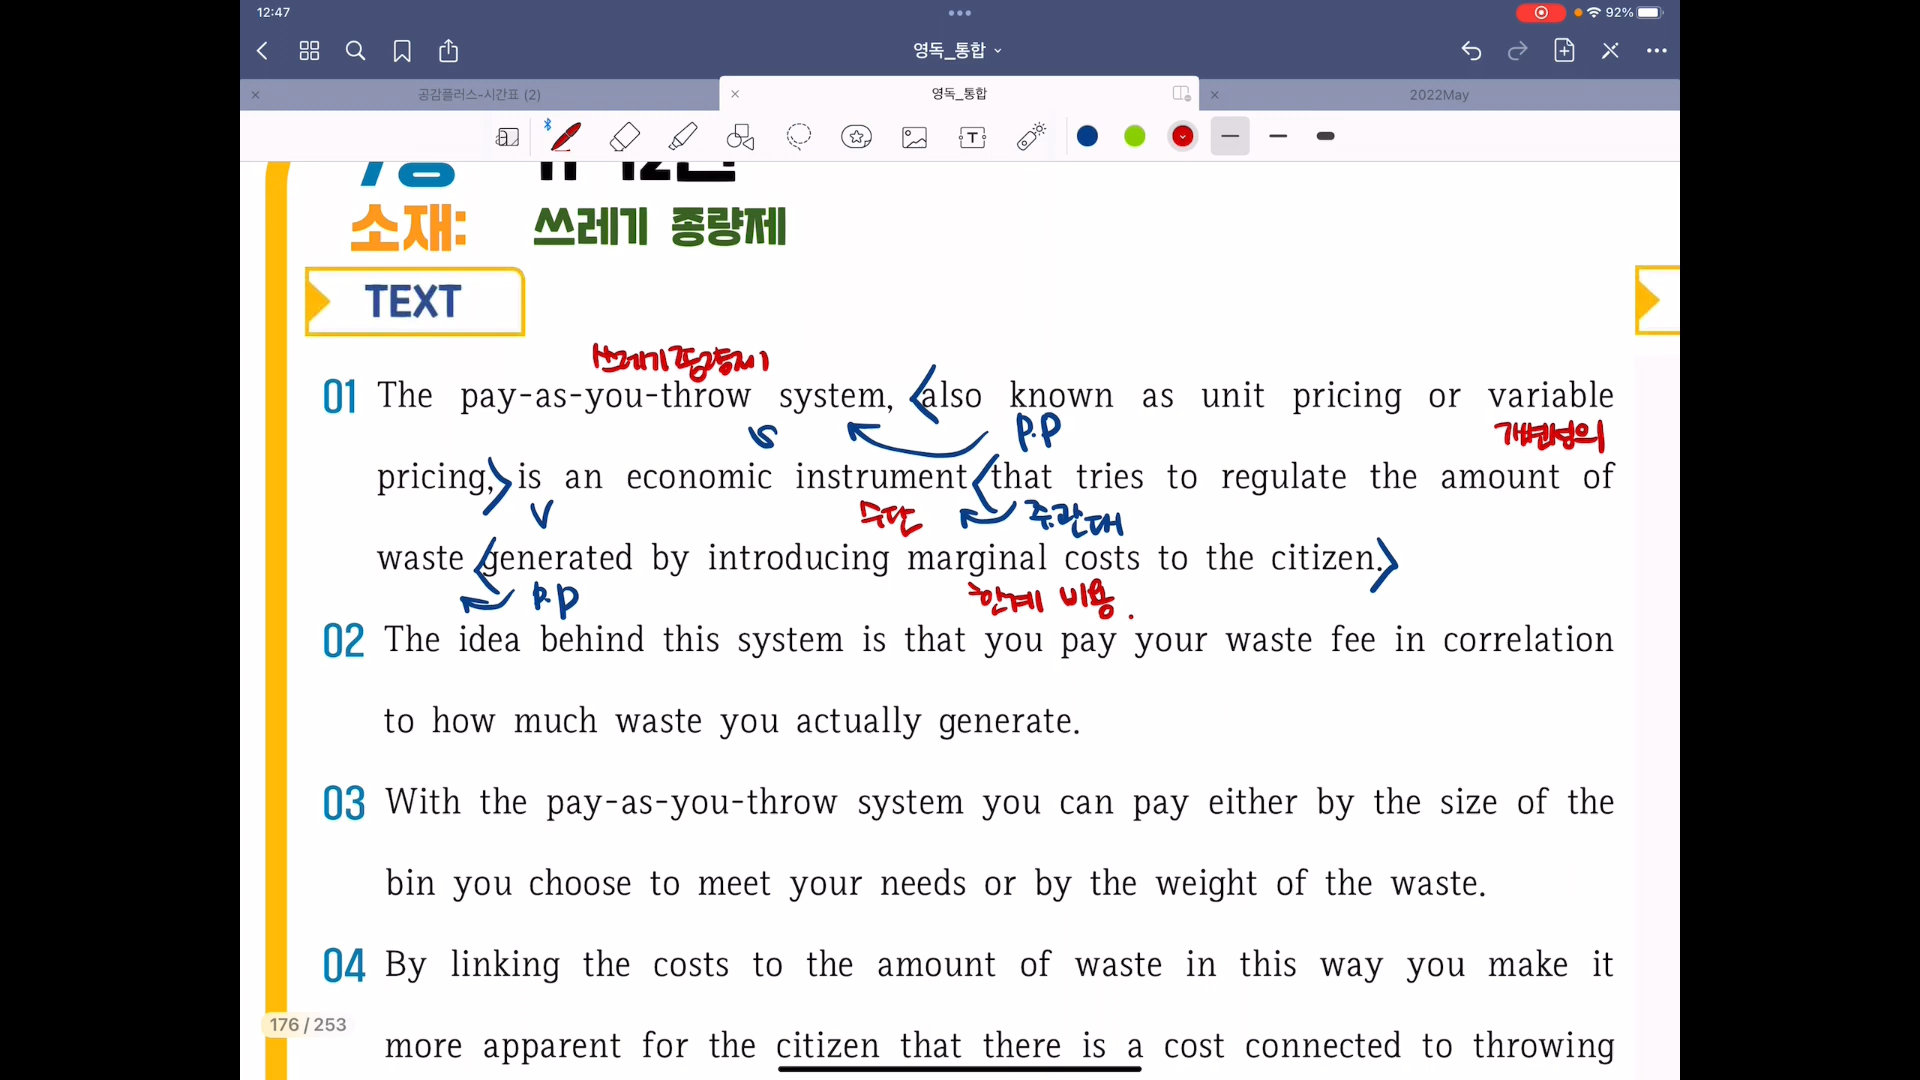 12:47
92%
영독_통합
공감플러스-시간표 (2)
영독_통합
2022May
소재: 쓰레기 종량제
TEXT
쓰레기종량제
01 The pay-as-you-throw system, also known as unit pricing or variable
S
p.p
가변성의
pricing, is an economic instrument that tries to regulate the amount of
V
수단
주.관.대
waste generated by introducing marginal costs to the citizen.
p.p
한계 비용
02 The idea behind this system is that you pay your waste fee in correlation
to how much waste you actually generate.
03 With the pay-as-you-throw system you can pay either by the size of the
bin you choose to meet your needs or by the weight of the waste.
04 By linking the costs to the amount of waste in this way you make it
176 / 253
more apparent for the citizen that there is a cost connected to throwing